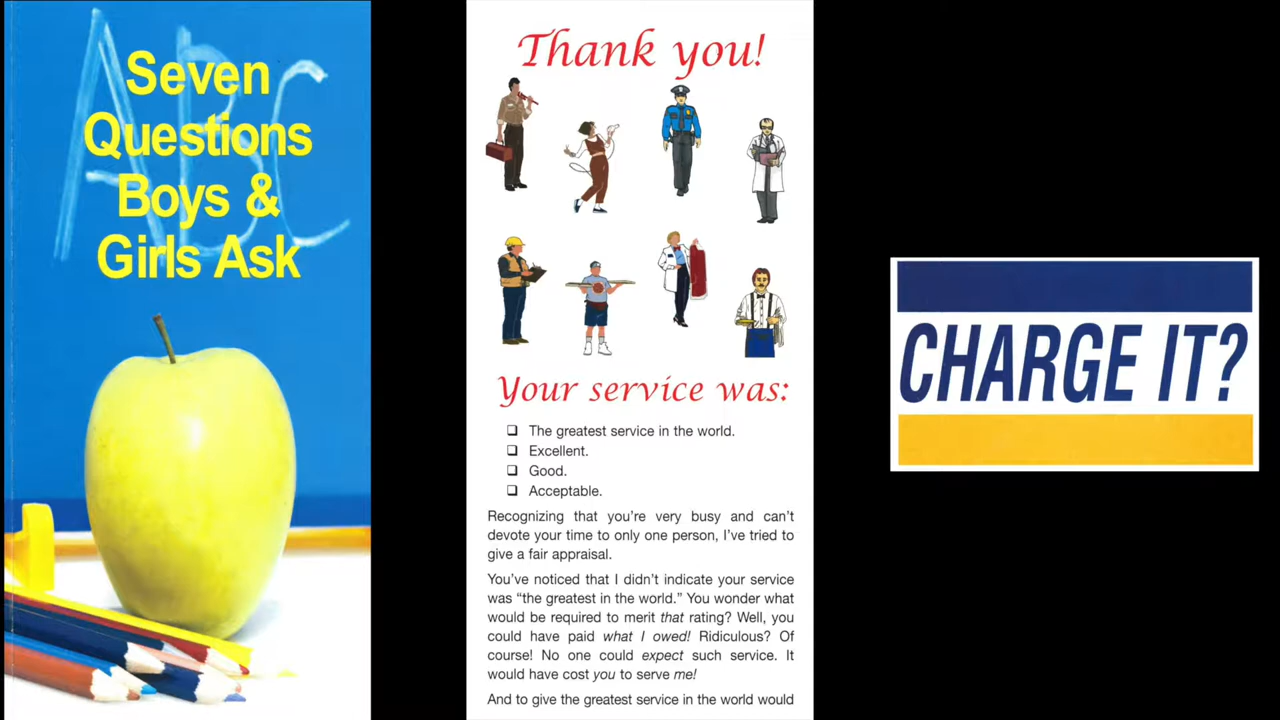 ABC
Seven
Questions
Boys &
Girls Ask
Thank you!
Your service was:
❑ The greatest service in the world.
❑ Excellent.
❑ Good.
❑ Acceptable.
Recognizing that you're very busy and can't
devote your time to only one person, I've tried to
give a fair appraisal.
You've noticed that I didn't indicate your service
was “the greatest in the world.” You wonder what
would be required to merit that rating? Well, you
could have paid what I owed! Ridiculous? Of
course! No one could expect such service. It
would have cost you to serve me!
And to give the greatest service in the world would
CHARGE IT?